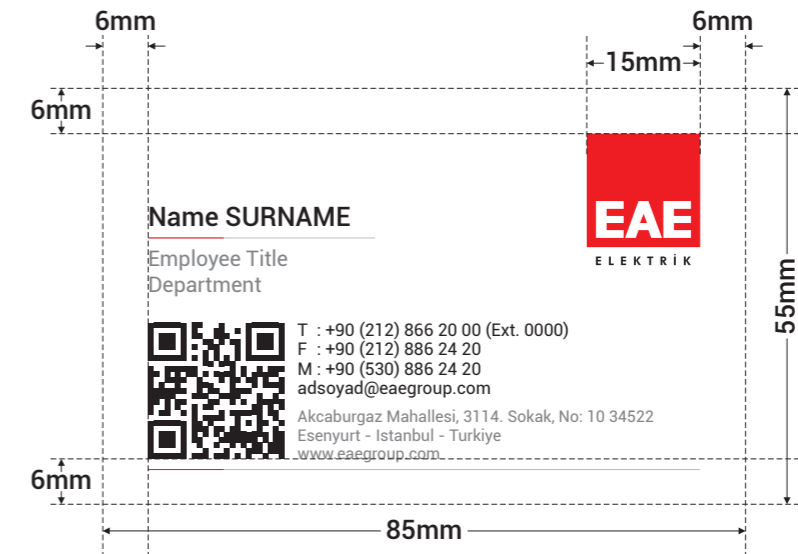 6mm
6mm
15mm
6mm
EAE
ELEKTRİK
Name SURNAME
Employee Title
Department
55mm
T : +90 (212) 866 20 00 (Ext. 0000)
F : +90 (212) 886 24 20
M : +90 (530) 886 24 20
adsoyad@eaegroup.com
Akcaburgaz Mahallesi, 3114. Sokak, No: 10 34522
Esenyurt - Istanbul - Turkiye
www.eaegroup.com
6mm
85mm